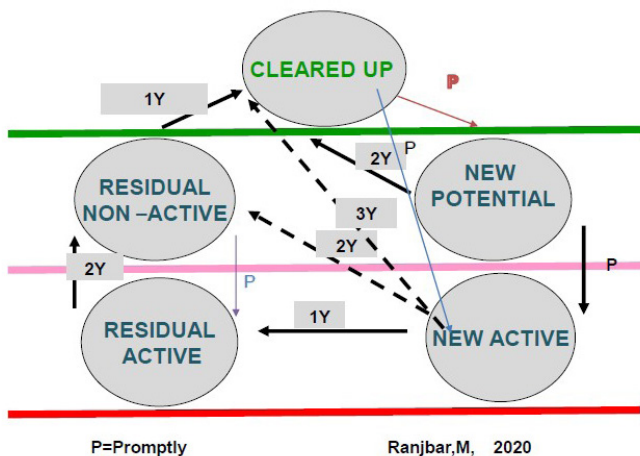 CLEARED UP
P
1Y
P
2Y
NEW
POTENTIAL
RESIDUAL
NON –ACTIVE
3Y
2Y
2Y
P
P
1Y
RESIDUAL
ACTIVE
NEW ACTIVE
P=Promptly
Ranjbar,M, 2020